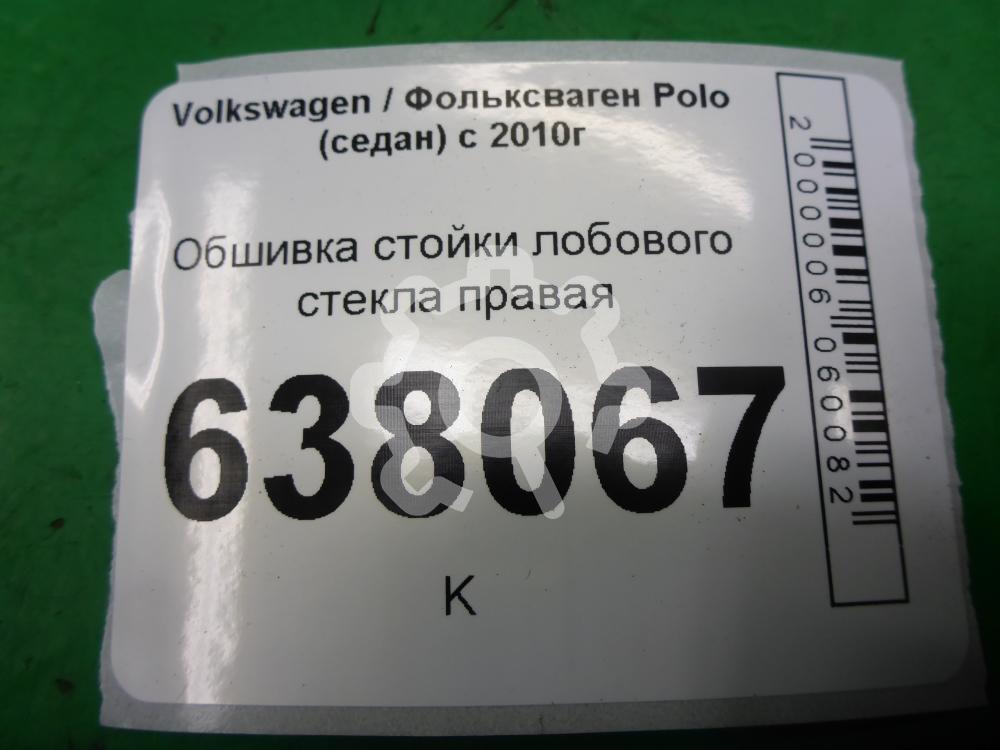 Volkswagen / Фольксваген Polo
(седан) с 2010г
Обшивка стойки лобового
стекла правая
638067
К
2000006060082